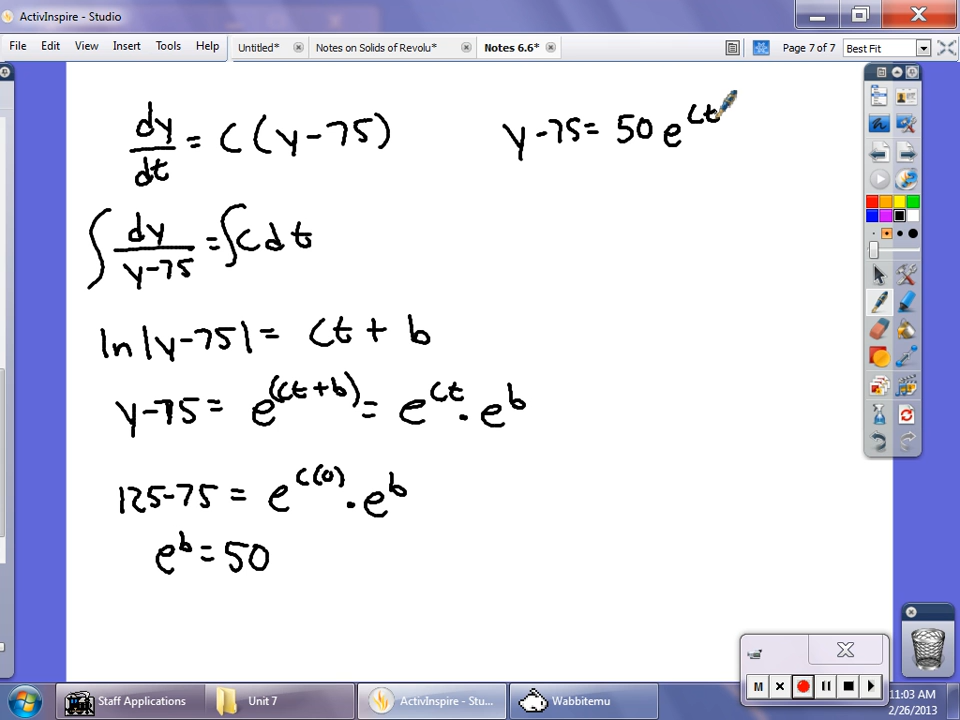 ActivInspire - Studio
File Edit View Insert Tools Help
Untitled* Notes on Solids of Revolu* Notes 6.6*
Page 7 of 7 Best Fit
dy/dt = C(y-75)
y-75 = 50e^(Ct
∫ dy/(y-75) = ∫C dt
ln|y-75| = Ct + b
y-75 = e^(Ct+b) = e^Ct · e^b
125-75 = e^C(0) · e^b
e^b = 50
M
Staff Applications Unit 7 ActivInspire - Stu... Wabbitemu
11:03 AM
2/26/2013